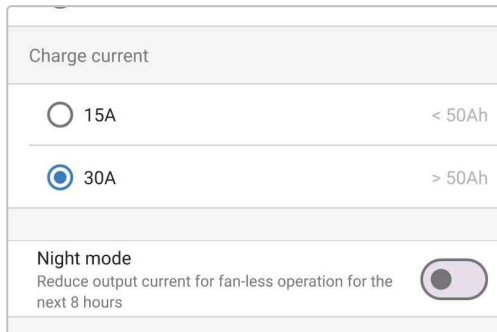 Charge current
15A < 50Ah
30A > 50Ah
Night mode
Reduce output current for fan-less operation for the
next 8 hours